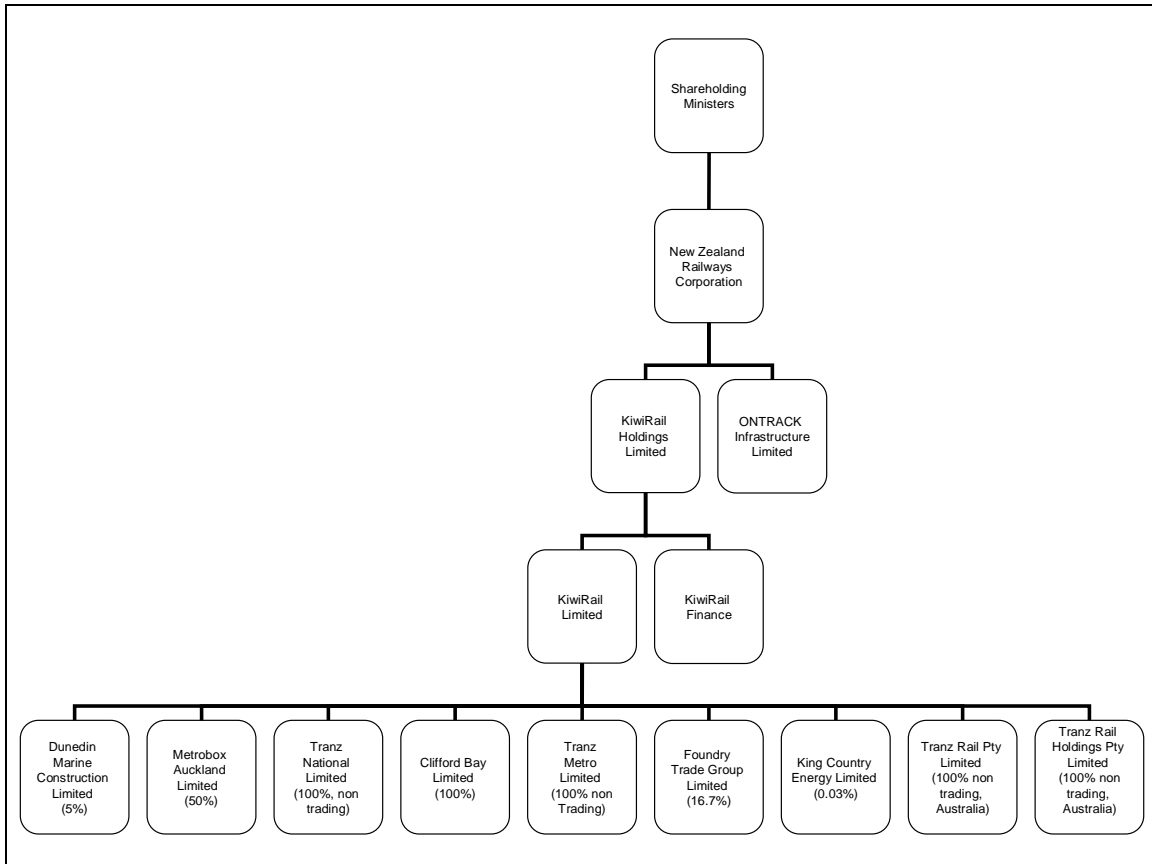 Shareholding
Ministers
New Zealand
Railways
Corporation
KiwiRail
Holdings
Limited
ONTRACK
Infrastructure
Limited
KiwiRail
Limited
KiwiRail
Finance
Dunedin
Marine
Construction
Limited
(5%)
Metrobox
Auckland
Limited
(50%)
Tranz
National
Limited
(100%, non
trading)
Clifford Bay
Limited
(100%)
Tranz
Metro
Limited
(100% non
Trading)
Foundry
Trade Group
Limited
(16.7%)
King Country
Energy Limited
(0.03%)
Tranz Rail Pty
Limited
(100% non
trading,
Australia)
Tranz Rail
Holdings Pty
Limited
(100% non
trading,
Australia)